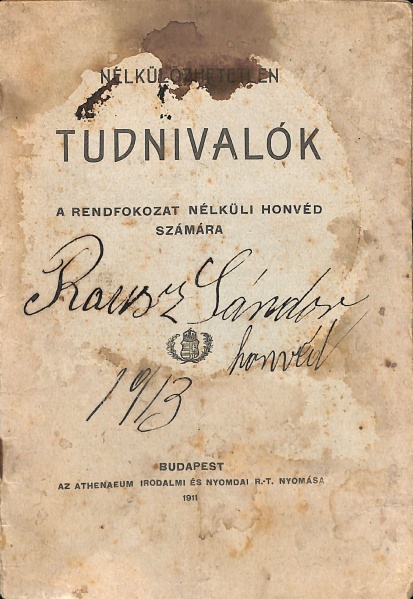 NÉLKÜLÖZHETETLEN
TUDNIVALÓK
A RENDFOKOZAT NÉLKÜLI HONVÉD
SZÁMÁRA
Rausz Sándor
honvéd
1913
BUDAPEST
AZ ATHENAEUM IRODALMI ÉS NYOMDAI R.-T. NYOMÁSA
1911